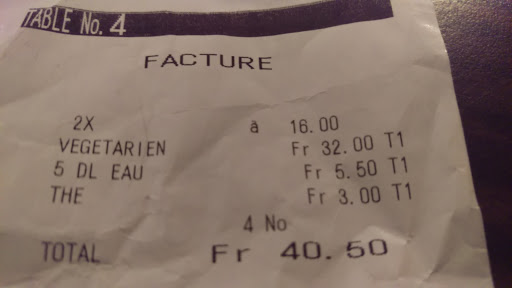 TABLE No. 4
FACTURE
2X à 16.00
VEGETARIEN Fr 32.00 T1
5 DL EAU Fr 5.50 T1
THE Fr 3.00 T1
4 No
TOTAL Fr 40.50